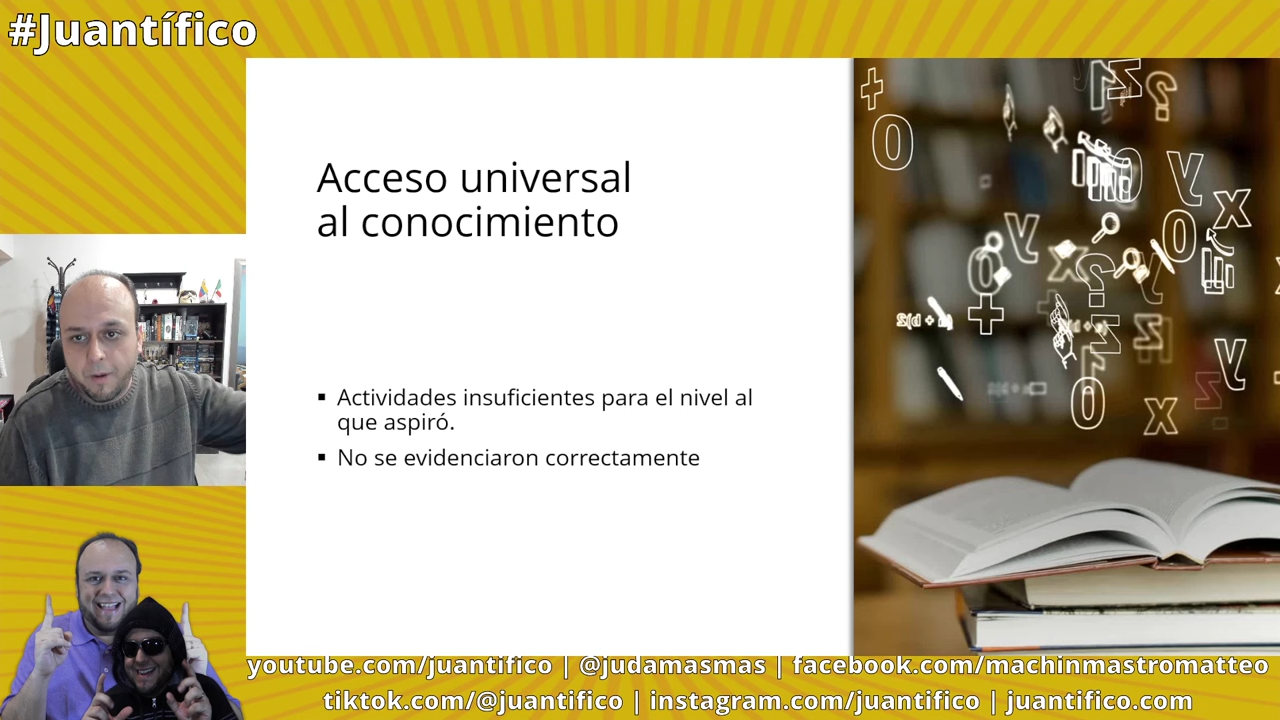 #Juantífico
Acceso universal
al conocimiento
▪ Actividades insuficientes para el nivel al
que aspiró.
▪ No se evidenciaron correctamente
youtube.com/juantifico | @judamasmas | facebook.com/machinmastromatteo
tiktok.com/@juantifico | instagram.com/juantifico | juantifico.com